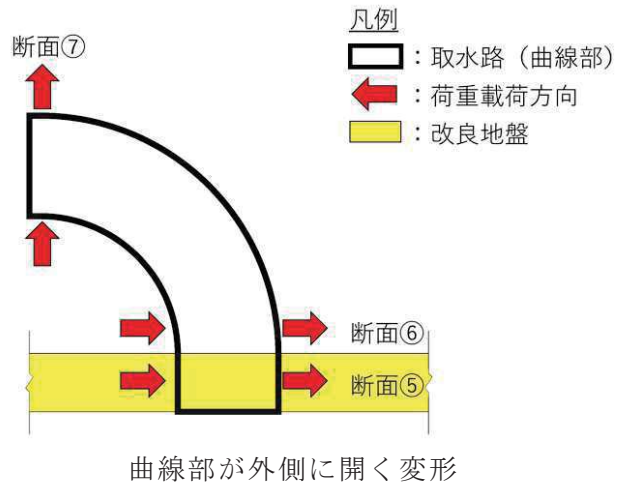 凡例
断面⑦
：取水路（曲線部）
：荷重載荷方向
：改良地盤
断面⑥
断面⑤
曲線部が外側に開く変形